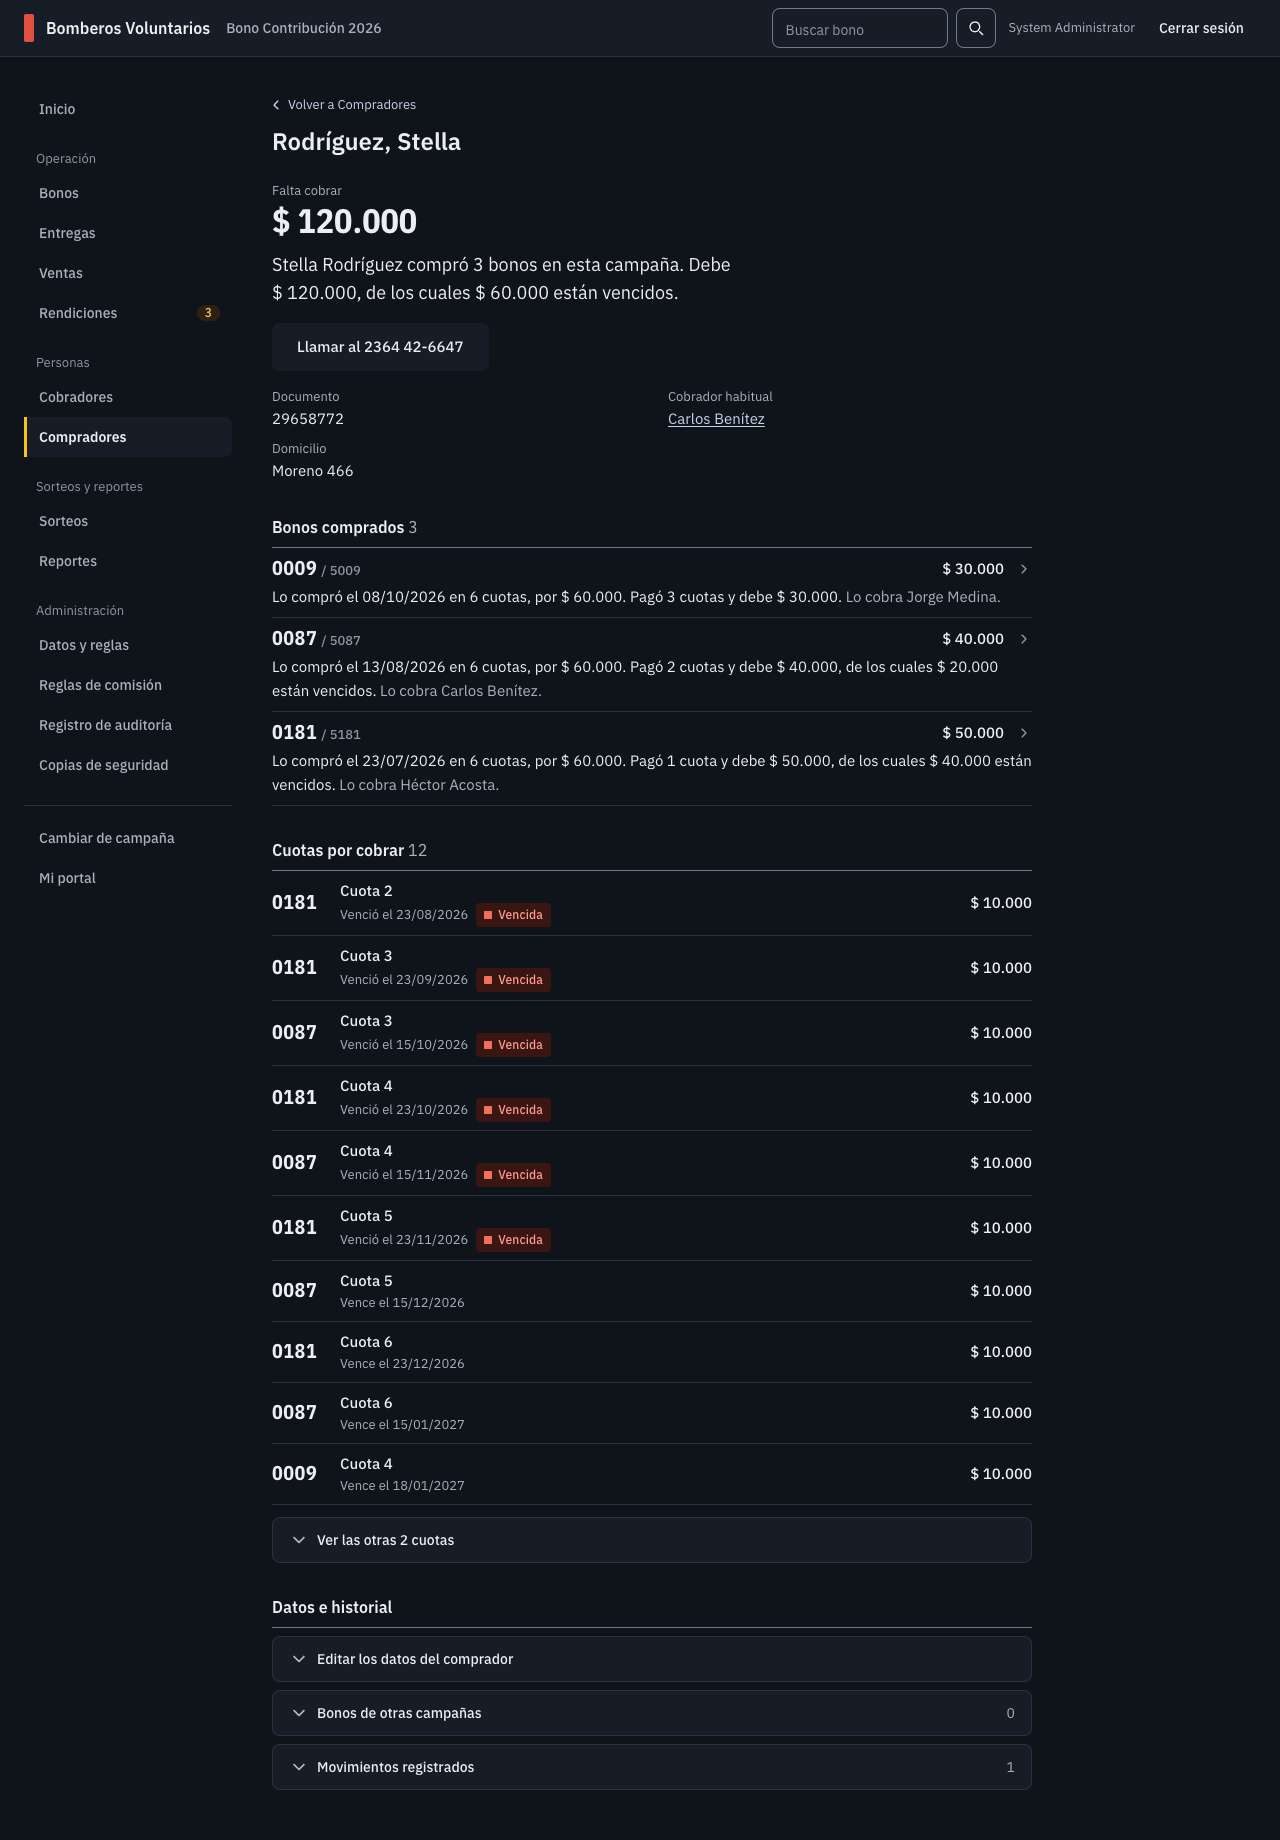 Bomberos Voluntarios Bono Contribución 2026 Buscar bono System Administrator Cerrar sesión
Inicio
Operación
Bonos
Entregas
Ventas
Rendiciones 3
Personas
Cobradores
Compradores
Sorteos y reportes
Sorteos
Reportes
Administración
Datos y reglas
Reglas de comisión
Registro de auditoría
Copias de seguridad
Cambiar de campaña
Mi portal
Volver a Compradores
Rodríguez, Stella
Falta cobrar
$ 120.000
Stella Rodríguez compró 3 bonos en esta campaña. Debe
$ 120.000, de los cuales $ 60.000 están vencidos.
Llamar al 2364 42-6647
Documento
29658772
Cobrador habitual
Carlos Benítez
Domicilio
Moreno 466
Bonos comprados 3
0009 / 5009 $ 30.000
Lo compró el 08/10/2026 en 6 cuotas, por $ 60.000. Pagó 3 cuotas y debe $ 30.000. Lo cobra Jorge Medina.
0087 / 5087 $ 40.000
Lo compró el 13/08/2026 en 6 cuotas, por $ 60.000. Pagó 2 cuotas y debe $ 40.000, de los cuales $ 20.000
están vencidos. Lo cobra Carlos Benítez.
0181 / 5181 $ 50.000
Lo compró el 23/07/2026 en 6 cuotas, por $ 60.000. Pagó 1 cuota y debe $ 50.000, de los cuales $ 40.000 están
vencidos. Lo cobra Héctor Acosta.
Cuotas por cobrar 12
0181 Cuota 2 $ 10.000
Venció el 23/08/2026 Vencida
0181 Cuota 3 $ 10.000
Venció el 23/09/2026 Vencida
0087 Cuota 3 $ 10.000
Venció el 15/10/2026 Vencida
0181 Cuota 4 $ 10.000
Venció el 23/10/2026 Vencida
0087 Cuota 4 $ 10.000
Venció el 15/11/2026 Vencida
0181 Cuota 5 $ 10.000
Venció el 23/11/2026 Vencida
0087 Cuota 5 $ 10.000
Vence el 15/12/2026
0181 Cuota 6 $ 10.000
Vence el 23/12/2026
0087 Cuota 6 $ 10.000
Vence el 15/01/2027
0009 Cuota 4 $ 10.000
Vence el 18/01/2027
Ver las otras 2 cuotas
Datos e historial
Editar los datos del comprador
Bonos de otras campañas 0
Movimientos registrados 1